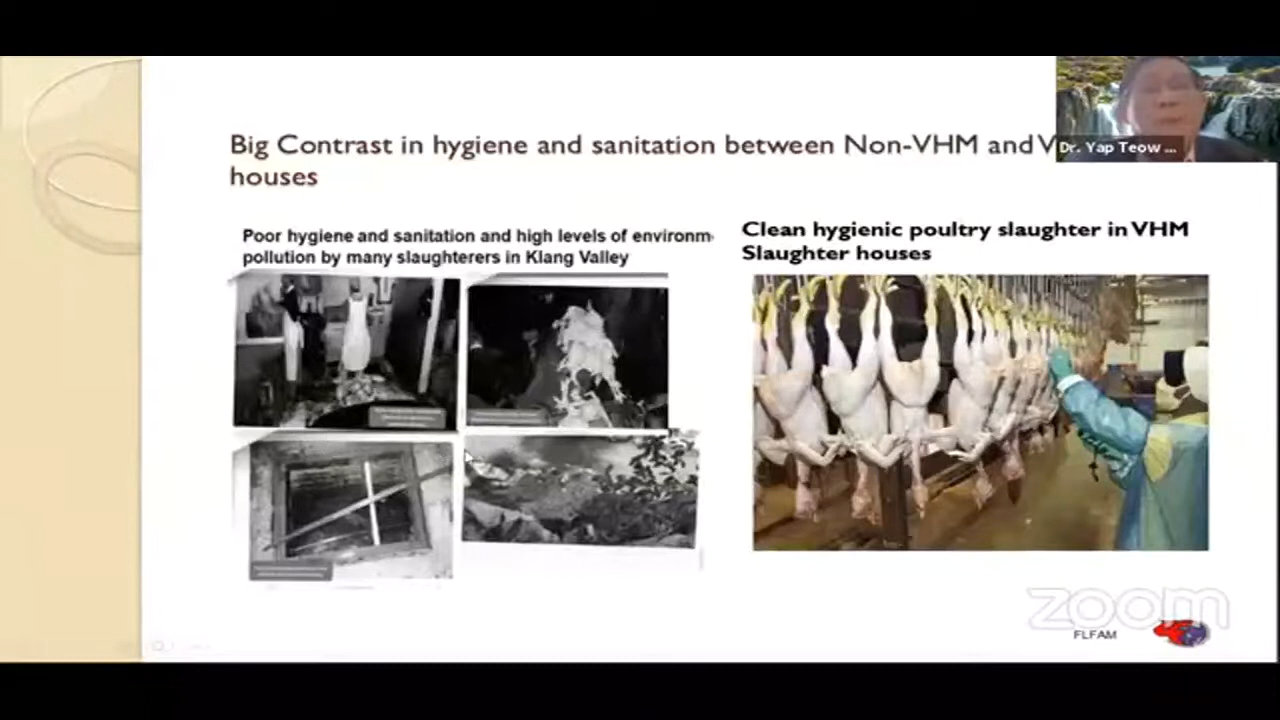 Big Contrast in hygiene and sanitation between Non-VHM and V
houses
Dr. Yap Teow ...
Poor hygiene and sanitation and high levels of environm
pollution by many slaughterers in Klang Valley
Clean hygienic poultry slaughter in VHM
Slaughter houses
zoom
FLFAM